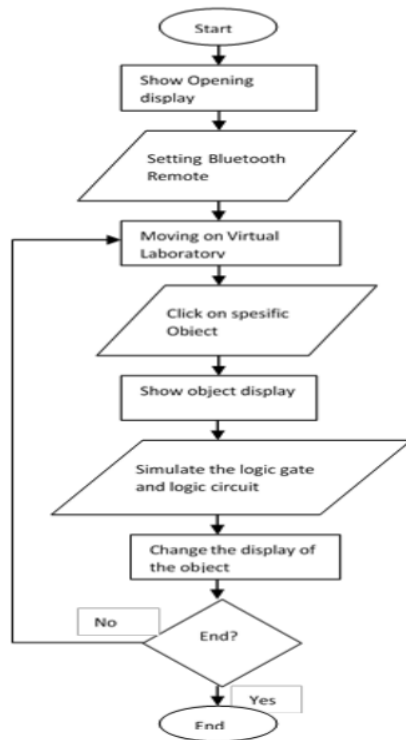 Start
Show Opening
display
Setting Bluetooth
Remote
Moving on Virtual
Laboratory
Click on spesific
Object
Show object display
Simulate the logic gate
and logic circuit
Change the display of
the object
No
End?
Yes
End